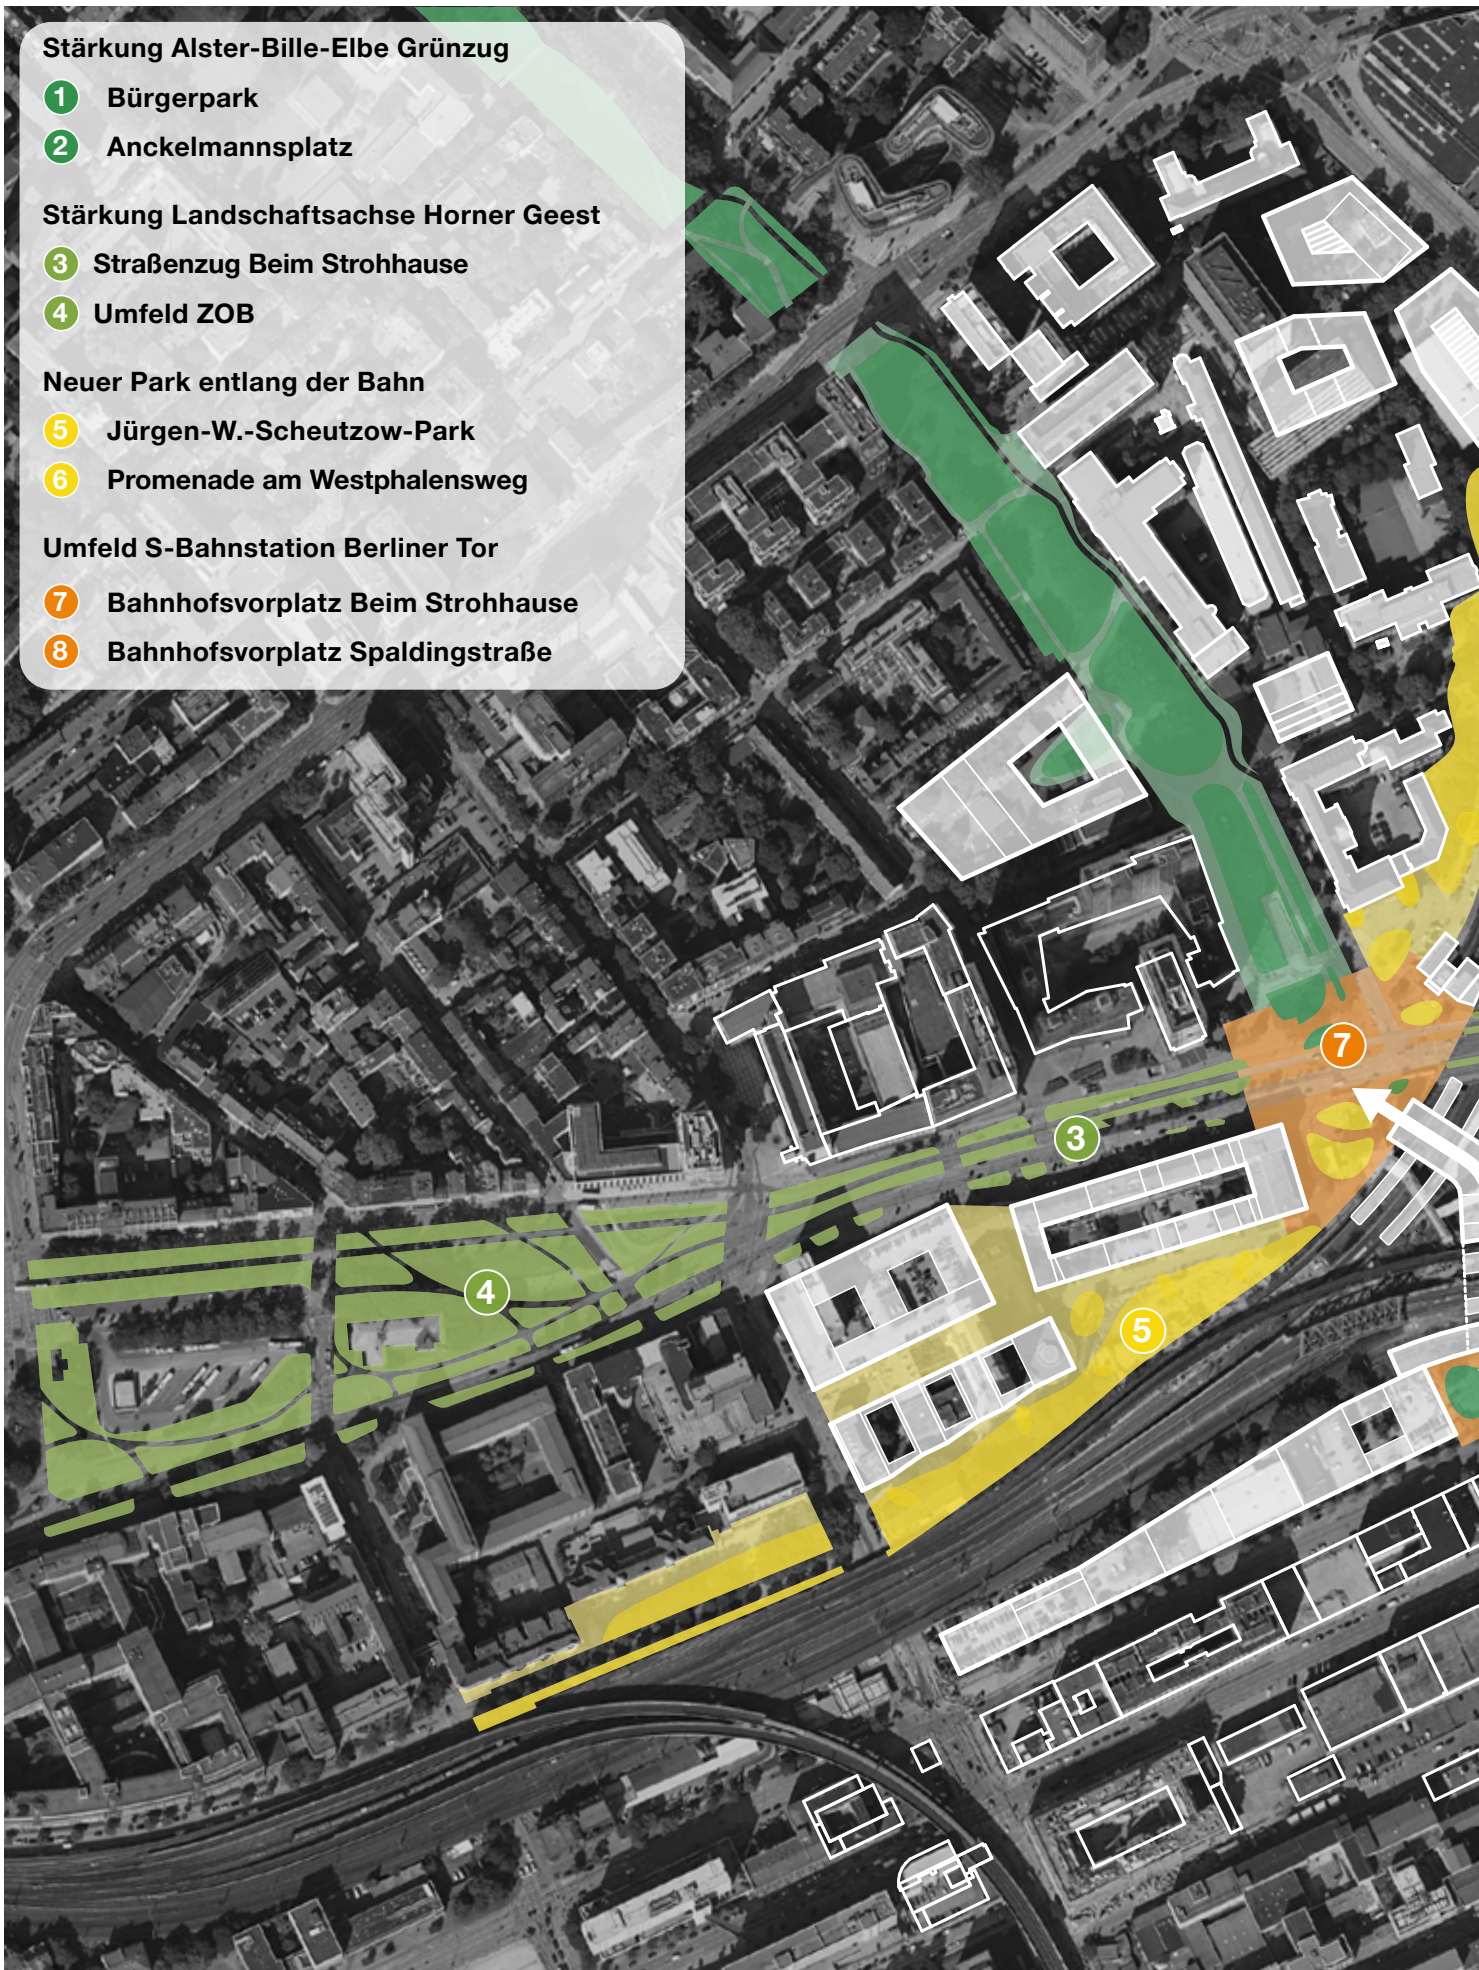 Stärkung Alster-Bille-Elbe Grünzug
1 Bürgerpark
2 Anckelmannsplatz
Stärkung Landschaftsachse Horner Geest
3 Straßenzug Beim Strohhause
4 Umfeld ZOB
Neuer Park entlang der Bahn
5 Jürgen-W.-Scheutzow-Park
6 Promenade am Westphalensweg
Umfeld S-Bahnstation Berliner Tor
7 Bahnhofsvorplatz Beim Strohhause
8 Bahnhofsvorplatz Spaldingstraße
7
3
4
5